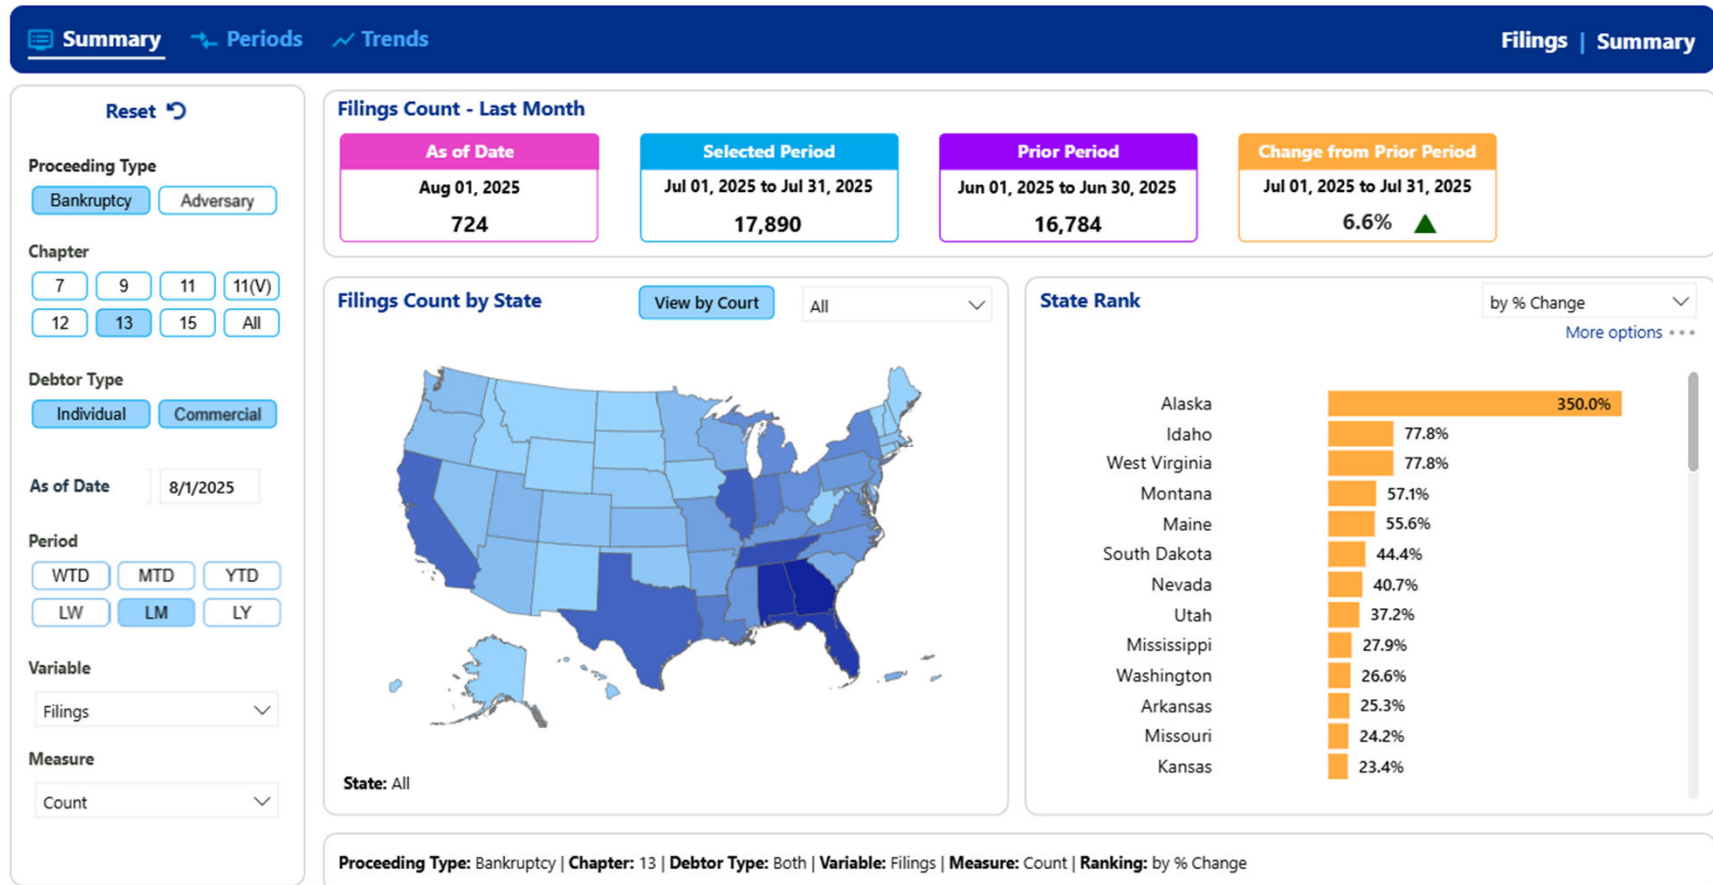 Summary Periods Trends Filings | Summary
Reset
Proceeding Type
Bankruptcy Adversary
Chapter
7 9 11 11(V)
12 13 15 All
Debtor Type
Individual Commercial
As of Date 8/1/2025
Period
WTD MTD YTD
LW LM LY
Variable
Filings
Measure
Count
Filings Count - Last Month
As of Date
Aug 01, 2025
724
Selected Period
Jul 01, 2025 to Jul 31, 2025
17,890
Prior Period
Jun 01, 2025 to Jun 30, 2025
16,784
Change from Prior Period
Jul 01, 2025 to Jul 31, 2025
6.6%
Filings Count by State View by Court All
State: All
State Rank by % Change
More options
Alaska 350.0%
Idaho 77.8%
West Virginia 77.8%
Montana 57.1%
Maine 55.6%
South Dakota 44.4%
Nevada 40.7%
Utah 37.2%
Mississippi 27.9%
Washington 26.6%
Arkansas 25.3%
Missouri 24.2%
Kansas 23.4%
Proceeding Type: Bankruptcy | Chapter: 13 | Debtor Type: Both | Variable: Filings | Measure: Count | Ranking: by % Change